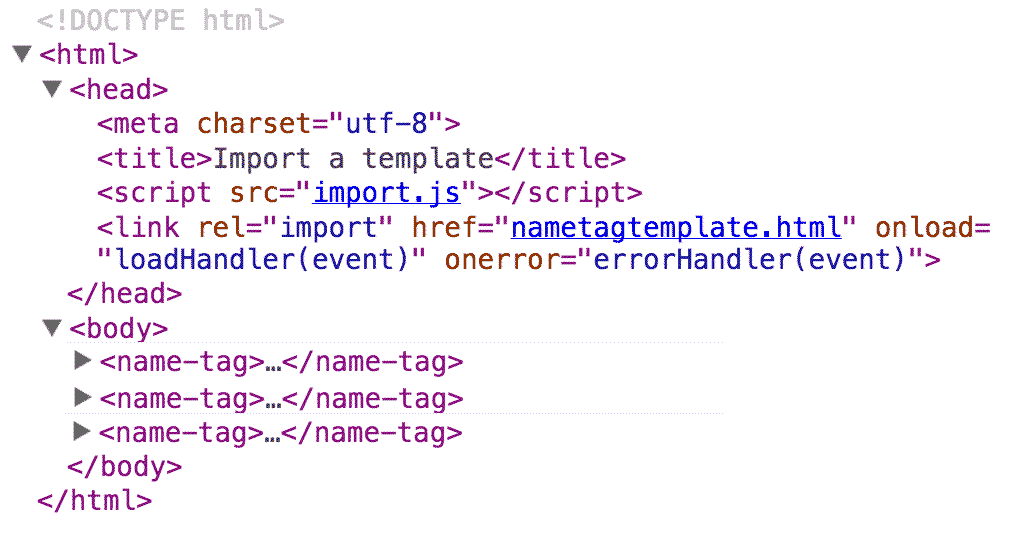 <!DOCTYPE html>
<html>
<head>
<meta charset="utf-8">
<title>Import a template</title>
<script src="import.js"></script>
<link rel="import" href="nametagtemplate.html" onload=
"loadHandler(event)" onerror="errorHandler(event)">
</head>
<body>
<name-tag>…</name-tag>
<name-tag>…</name-tag>
<name-tag>…</name-tag>
</body>
</html>